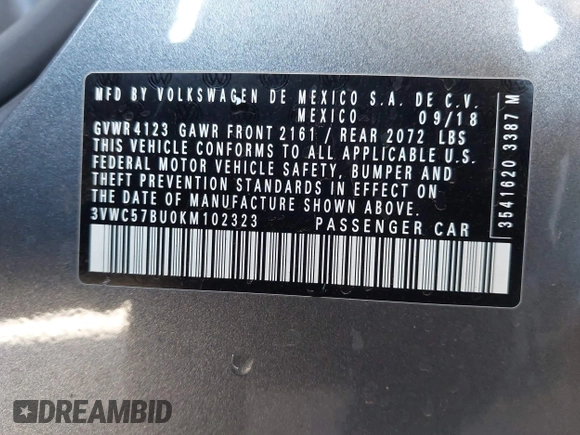 MFD BY VOLKSWAGEN DE MEXICO S.A. DE C.V.
MEXICO 09/18
GVWR 4123 GAWR FRONT 2161 / REAR 2072 LBS
THIS VEHICLE CONFORMS TO ALL APPLICABLE U.S.
FEDERAL MOTOR VEHICLE SAFETY, BUMPER AND
THEFT PREVENTION STANDARDS IN EFFECT ON
THE DATE OF MANUFACTURE SHOWN ABOVE.
3VWC57BU0KM102323 PASSENGER CAR
3541620 3387 M
DREAMBID